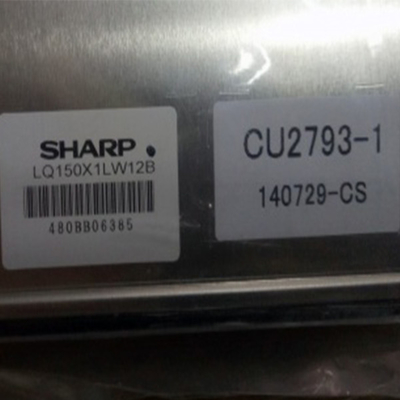 SHARP
LQ150X1LW12B
480BB06385
CU2793-1
140729-CS